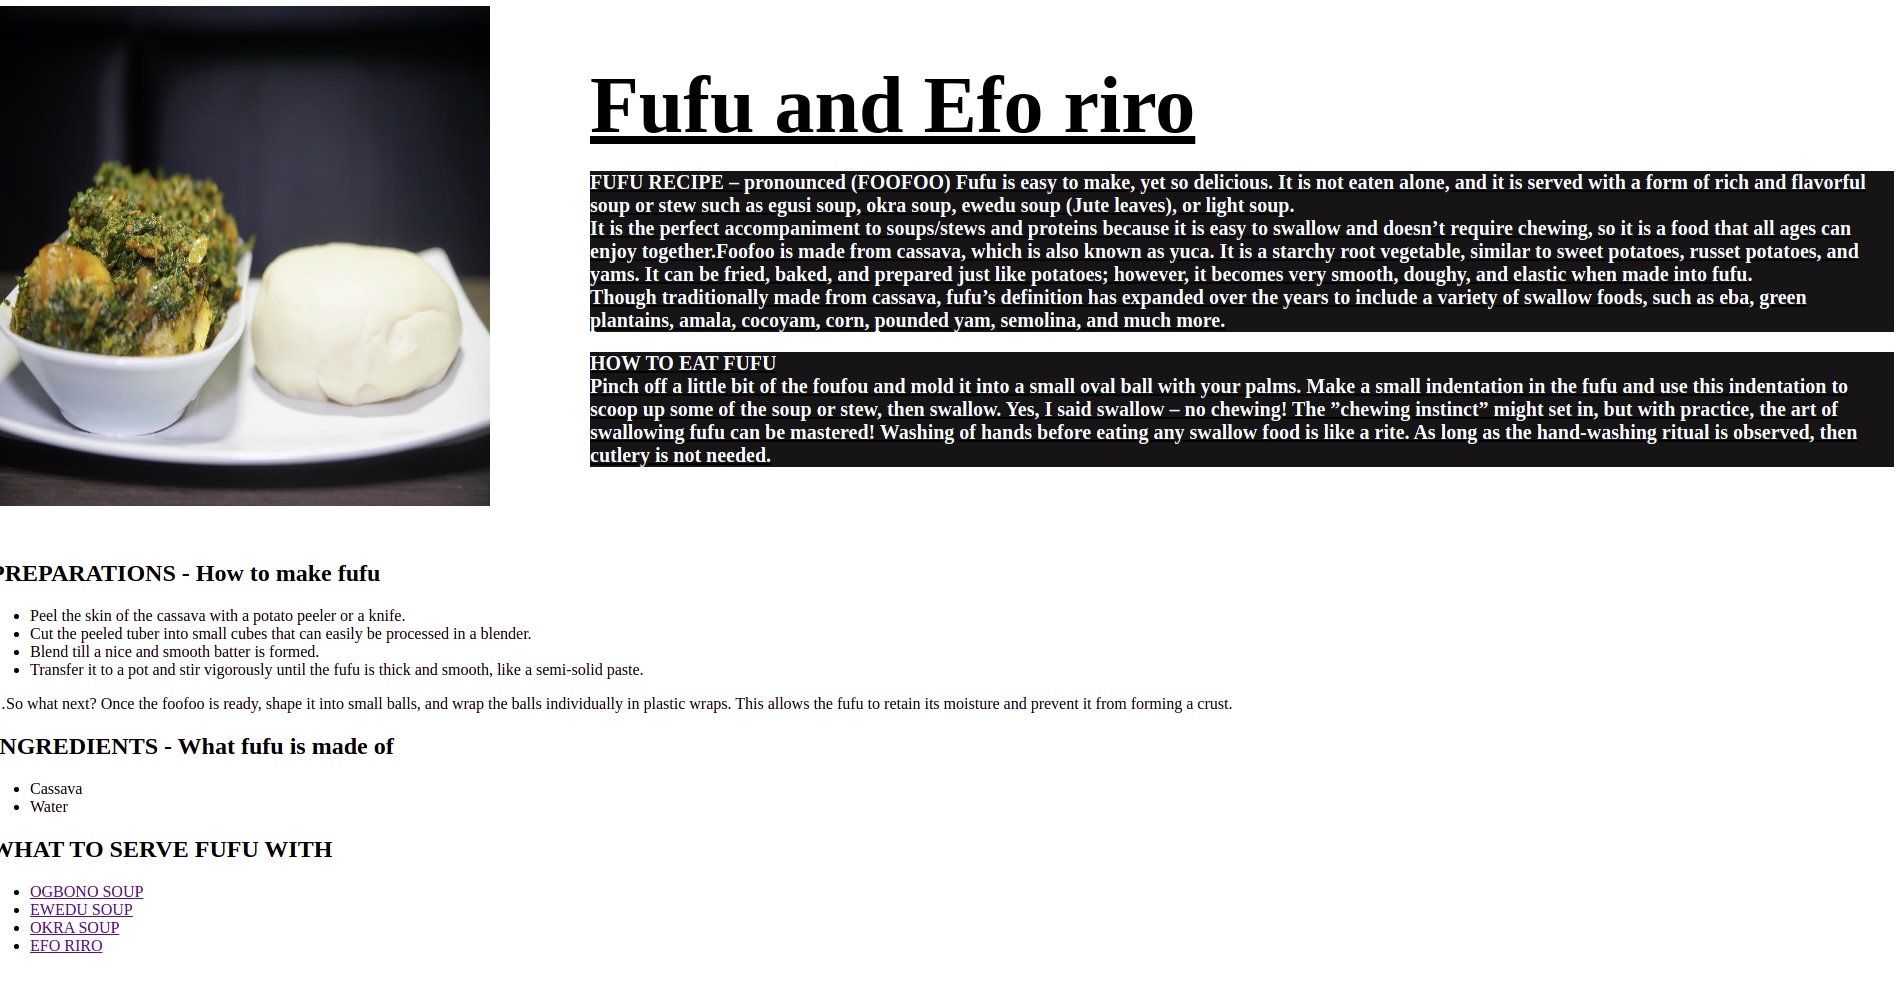 Fufu and Efo riro
FUFU RECIPE – pronounced (FOOFOO) Fufu is easy to make, yet so delicious. It is not eaten alone, and it is served with a form of rich and flavorful
soup or stew such as egusi soup, okra soup, ewedu soup (Jute leaves), or light soup.
It is the perfect accompaniment to soups/stews and proteins because it is easy to swallow and doesn’t require chewing, so it is a food that all ages can
enjoy together.Foofoo is made from cassava, which is also known as yuca. It is a starchy root vegetable, similar to sweet potatoes, russet potatoes, and
yams. It can be fried, baked, and prepared just like potatoes; however, it becomes very smooth, doughy, and elastic when made into fufu.
Though traditionally made from cassava, fufu’s definition has expanded over the years to include a variety of swallow foods, such as eba, green
plantains, amala, cocoyam, corn, pounded yam, semolina, and much more.
HOW TO EAT FUFU
Pinch off a little bit of the foufou and mold it into a small oval ball with your palms. Make a small indentation in the fufu and use this indentation to
scoop up some of the soup or stew, then swallow. Yes, I said swallow – no chewing! The ”chewing instinct” might set in, but with practice, the art of
swallowing fufu can be mastered! Washing of hands before eating any swallow food is like a rite. As long as the hand-washing ritual is observed, then
cutlery is not needed.
PREPARATIONS - How to make fufu
Peel the skin of the cassava with a potato peeler or a knife.
Cut the peeled tuber into small cubes that can easily be processed in a blender.
Blend till a nice and smooth batter is formed.
Transfer it to a pot and stir vigorously until the fufu is thick and smooth, like a semi-solid paste.
.So what next? Once the foofoo is ready, shape it into small balls, and wrap the balls individually in plastic wraps. This allows the fufu to retain its moisture and prevent it from forming a crust.
NGREDIENTS - What fufu is made of
Cassava
Water
WHAT TO SERVE FUFU WITH
OGBONO SOUP
EWEDU SOUP
OKRA SOUP
EFO RIRO